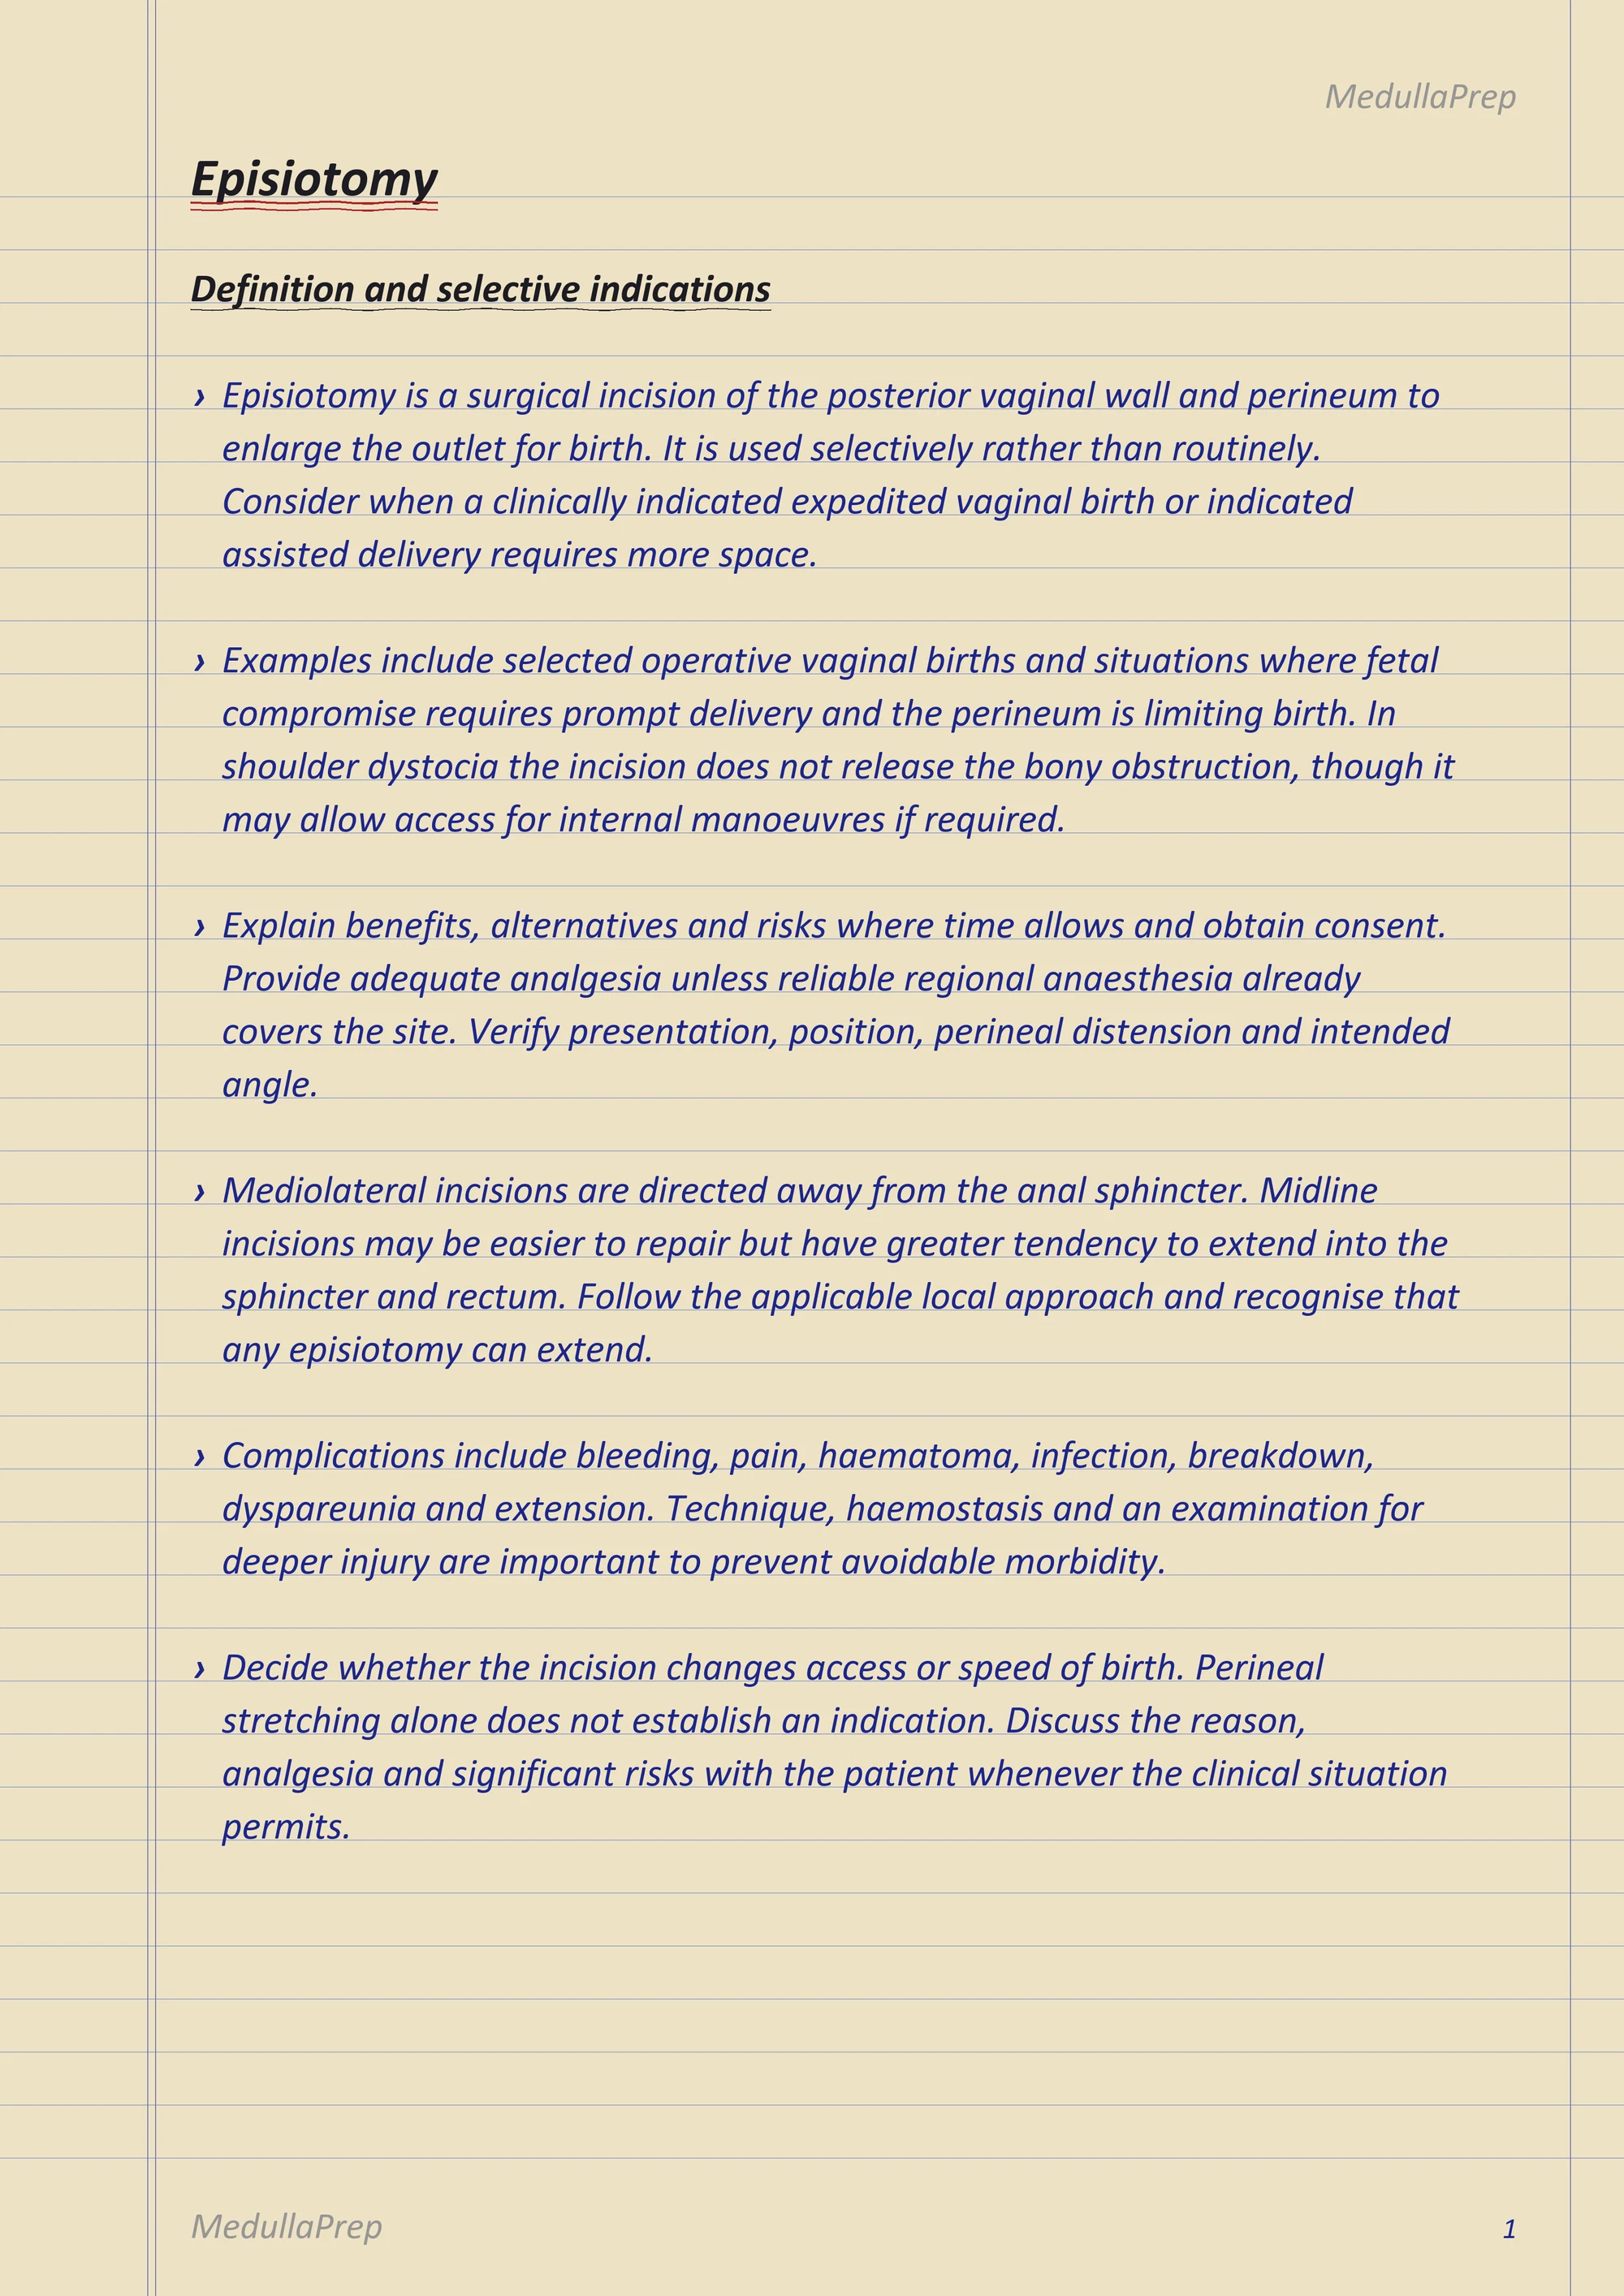 MedullaPrep
Episiotomy
Definition and selective indications
› Episiotomy is a surgical incision of the posterior vaginal wall and perineum to
enlarge the outlet for birth. It is used selectively rather than routinely.
Consider when a clinically indicated expedited vaginal birth or indicated
assisted delivery requires more space.
› Examples include selected operative vaginal births and situations where fetal
compromise requires prompt delivery and the perineum is limiting birth. In
shoulder dystocia the incision does not release the bony obstruction, though it
may allow access for internal manoeuvres if required.
› Explain benefits, alternatives and risks where time allows and obtain consent.
Provide adequate analgesia unless reliable regional anaesthesia already
covers the site. Verify presentation, position, perineal distension and intended
angle.
› Mediolateral incisions are directed away from the anal sphincter. Midline
incisions may be easier to repair but have greater tendency to extend into the
sphincter and rectum. Follow the applicable local approach and recognise that
any episiotomy can extend.
› Complications include bleeding, pain, haematoma, infection, breakdown,
dyspareunia and extension. Technique, haemostasis and an examination for
deeper injury are important to prevent avoidable morbidity.
› Decide whether the incision changes access or speed of birth. Perineal
stretching alone does not establish an indication. Discuss the reason,
analgesia and significant risks with the patient whenever the clinical situation
permits.
MedullaPrep
1